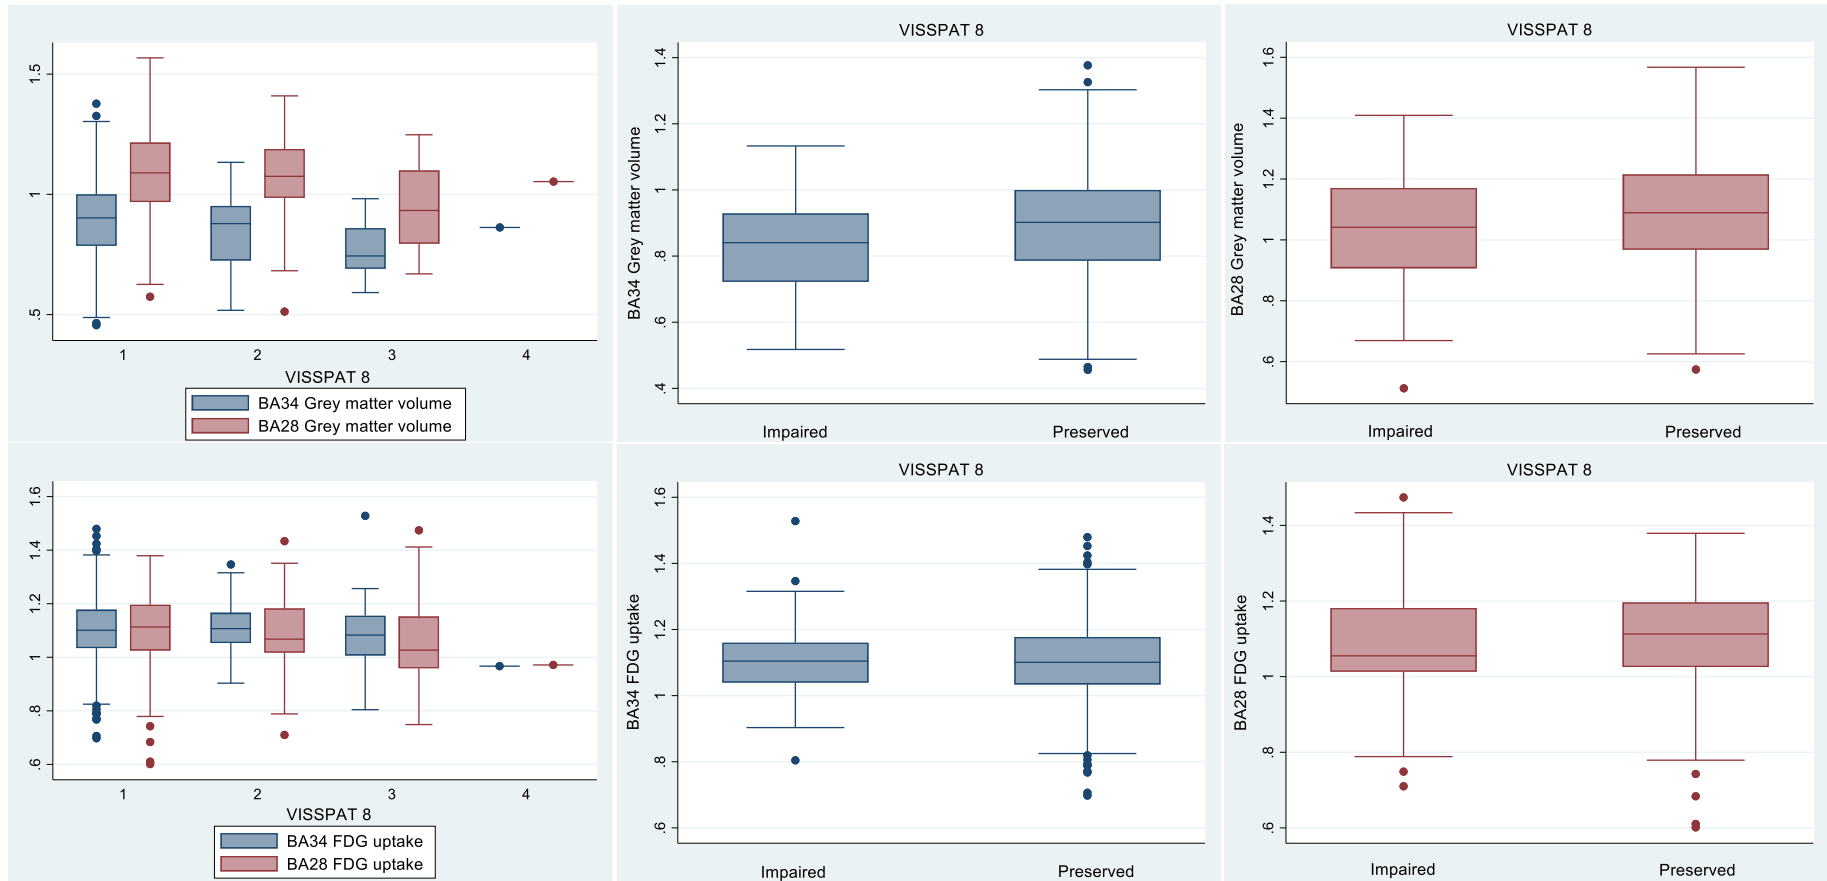 1.5
1
.5
1 2 3 4
VISSPAT 8
BA34 Grey matter volume
BA28 Grey matter volume
VISSPAT 8
BA34 Grey matter volume
1.4
1.2
1
.8
.6
.4
Impaired Preserved
VISSPAT 8
BA28 Grey matter volume
1.6
1.4
1.2
1
.8
.6
Impaired Preserved
1.6
1.4
1.2
1
.8
.6
1 2 3 4
VISSPAT 8
BA34 FDG uptake
BA28 FDG uptake
VISSPAT 8
BA34 FDG uptake
1.6
1.4
1.2
1
.8
.6
Impaired Preserved
VISSPAT 8
BA28 FDG uptake
1.4
1.2
1
.8
.6
Impaired Preserved